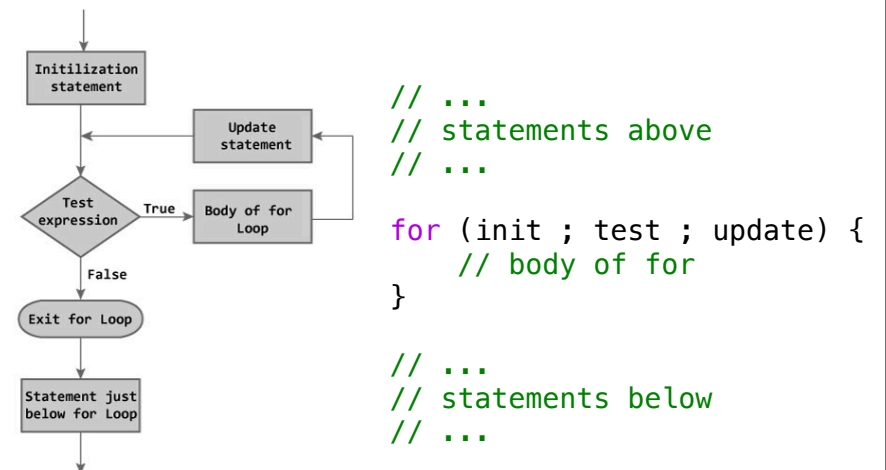 Initilization
statement
Update
statement
Test
expression
True
Body of for
Loop
False
Exit for Loop
Statement just
below for Loop
// ...
// statements above
// ...
for (init ; test ; update) {
// body of for
}
// ...
// statements below
// ...